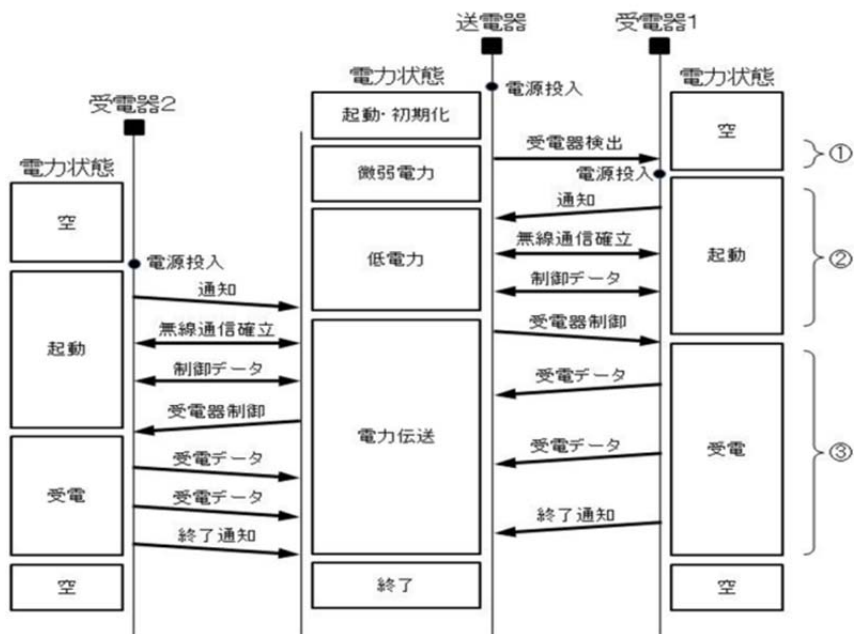 送電器
受電器1
電力状態
電源投入
電力状態
受電器2
起動・初期化
空
受電器検出
①
電力状態
微弱電力
電源投入
空
通知
低電力
無線通信確立
起動
②
電源投入
制御データ
通知
受電器制御
起動
無線通信確立
制御データ
受電データ
受電器制御
電力伝送
受電データ
受電
③
受電データ
受電
受電データ
終了通知
終了通知
空
終了
空